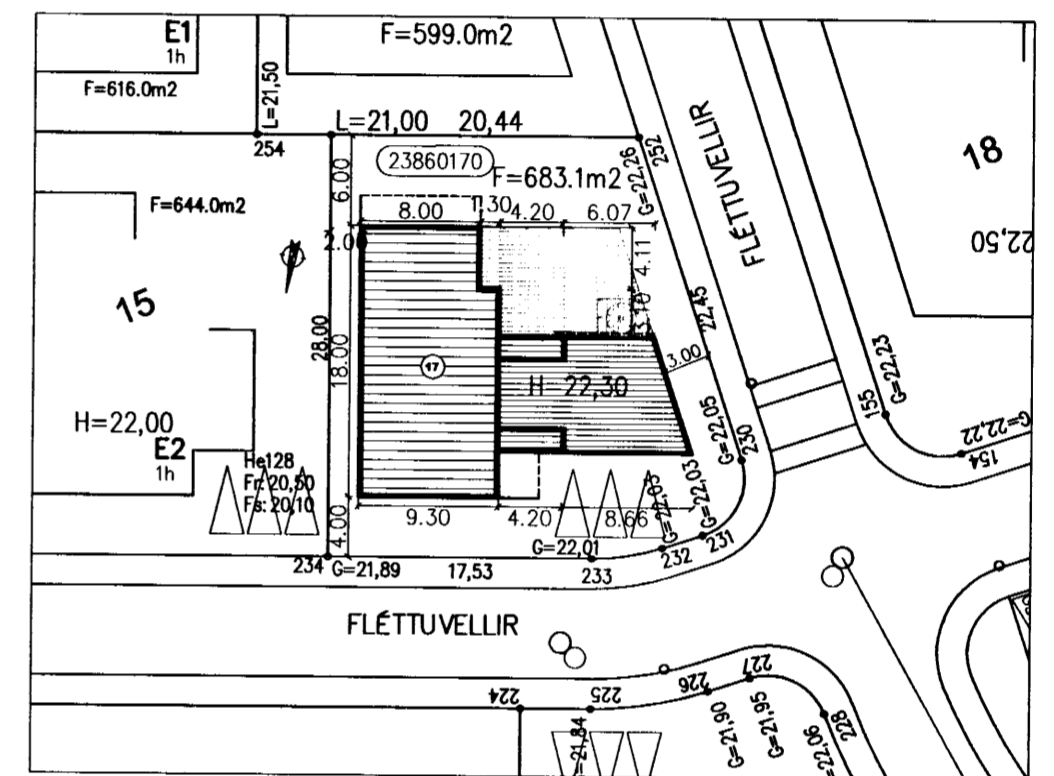 E1
1h
F=599.0m2
F=616.0m2
L=21,50
L=21,00 20,44
254
252
G=22,26
23860170
F=683.1m2
6.00
F=644.0m2
8.00 1.30 4.20 6.07
2.00
4.11
3.10
FLÉTTUVELLIR
18
22,50
15
28,00
18.00
17
H=22,30
22,45
3.00
G=22,05
230
155
G=22,23
G=22,22
154
H=22,00
E2
1h
He128
Fr: 20,50
Fs: 20,10
9.30 4.20 8.66
4.00
G=22,03
G=22,03
234 G=21,89 17,53
G=22,01
233
232
231
FLÉTTUVELLIR
224
225
226
227
228
G=21,90
G=21,95
=22,06
=21,84